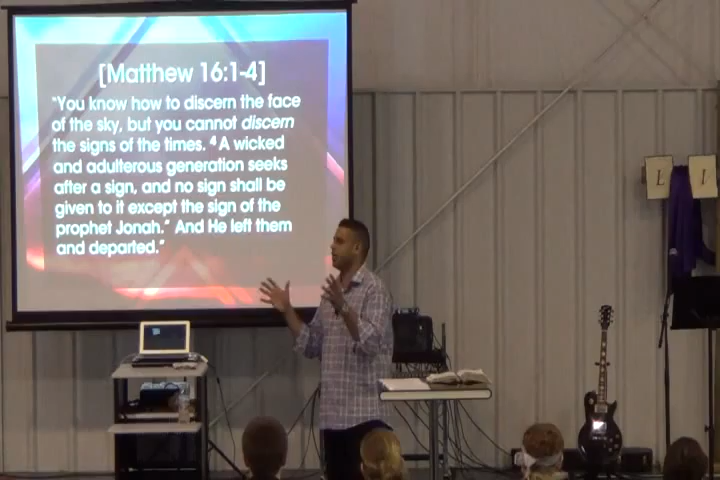 [Matthew 16:1-4]
"You know how to discern the face
of the sky, but you cannot discern
the signs of the times. ⁴ A wicked
and adulterous generation seeks
after a sign, and no sign shall be
given to it except the sign of the
prophet Jonah." And He left them
and departed."
L I